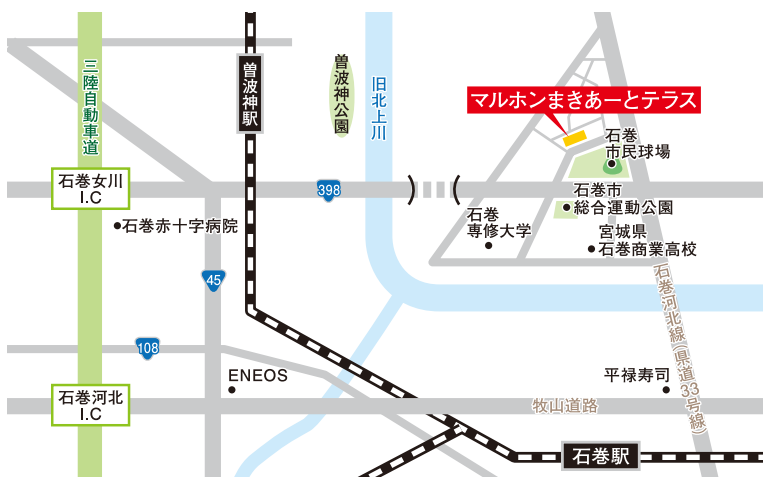 三陸自動車道
曽波神駅
曽波神公園
旧北上川
マルホンまきあーとテラス
石巻
市民球場
石巻女川
I.C
398
石巻市
総合運動公園
石巻
専修大学
石巻赤十字病院
宮城県
石巻商業高校
45
石巻河北線(県道33号線)
108
ENEOS
平禄寿司
石巻河北
I.C
牧山道路
石巻駅